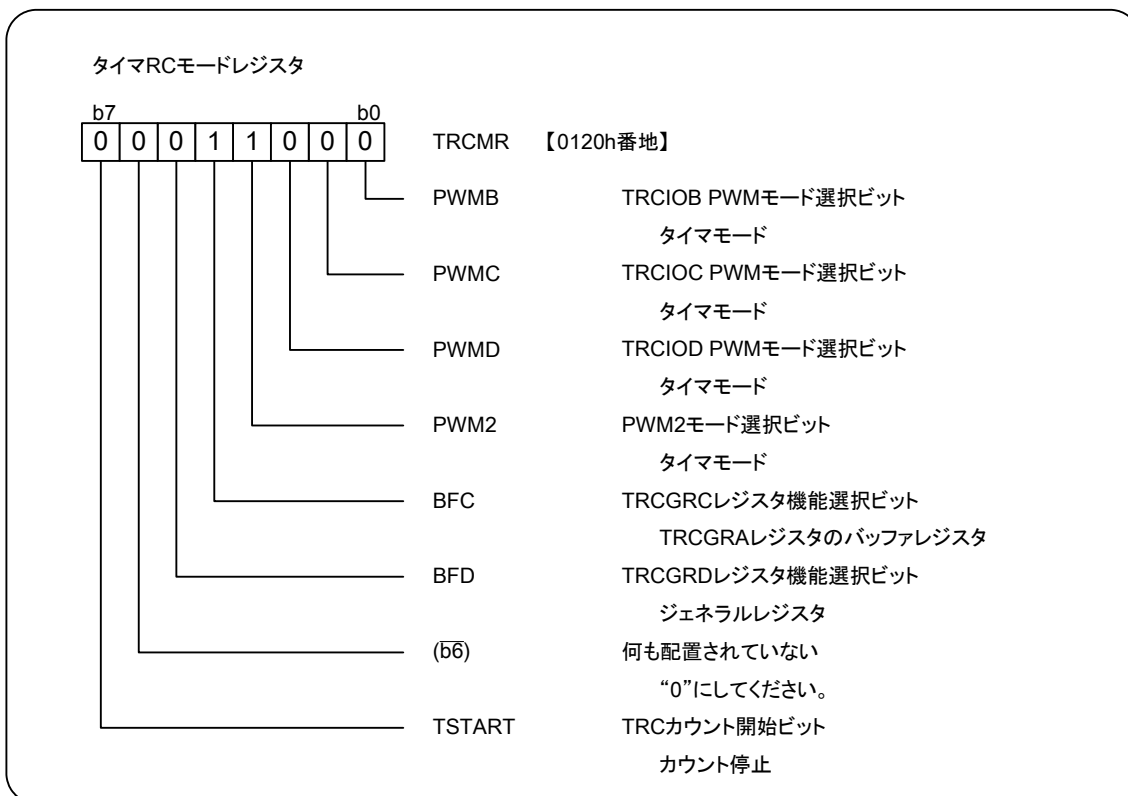 タイマRCモードレジスタ
b7 b0
0 0 0 1 1 0 0 0 TRCMR 【0120h番地】
PWMB TRCIOB PWMモード選択ビット
タイマモード
PWMC TRCIOC PWMモード選択ビット
タイマモード
PWMD TRCIOD PWMモード選択ビット
タイマモード
PWM2 PWM2モード選択ビット
タイマモード
BFC TRCGRCレジスタ機能選択ビット
TRCGRAレジスタのバッファレジスタ
BFD TRCGRDレジスタ機能選択ビット
ジェネラルレジスタ
(b6) 何も配置されていない
“0”にしてください。
TSTART TRCカウント開始ビット
カウント停止